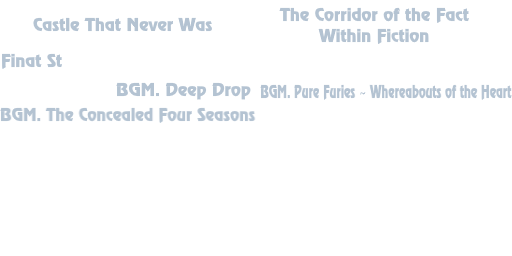 Castle That Never Was
The Corridor of the Fact
Within Fiction
Finat St
BGM. Deep Drop
BGM. Pure Furies ~ Whereabouts of the Heart
BGM. The Concealed Four Seasons